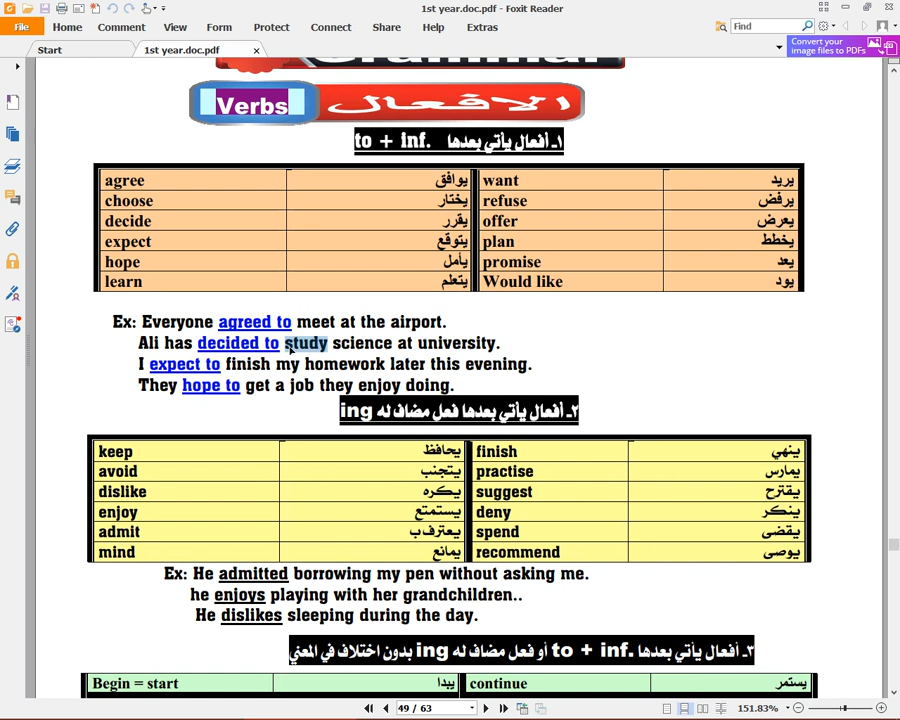 1st year.doc.pdf - Foxit Reader
File Home Comment View Form Protect Connect Share Help Extras
Find
Start
1st year.doc.pdf
Convert your
image files to PDFs
Grammar
Verbs الافعال
١ـ أفعال يأتي بعدها to + inf.
agree يوافق want يريد
choose يختار refuse يرفض
decide يقرر offer يعرض
expect يتوقع plan يخطط
hope يأمل promise يعد
learn يتعلم Would like يود
Ex: Everyone agreed to meet at the airport.
Ali has decided to study science at university.
I expect to finish my homework later this evening.
They hope to get a job they enjoy doing.
٢ـ أفعال يأتي بعدها فعل مضاف له ing
keep يحافظ finish ينهي
avoid يتجنب practise يمارس
dislike يكره suggest يقترح
enjoy يستمتع deny ينكر
admit يعترف ب spend يقضى
mind يمانع recommend يوصى
Ex: He admitted borrowing my pen without asking me.
he enjoys playing with her grandchildren..
He dislikes sleeping during the day.
٣ـ أفعال يأتي بعدها to + inf. أو فعل مضاف له ing بدون اختلاف في المعني
Begin = start يبدا continue يستمر
49 / 63
151.83%